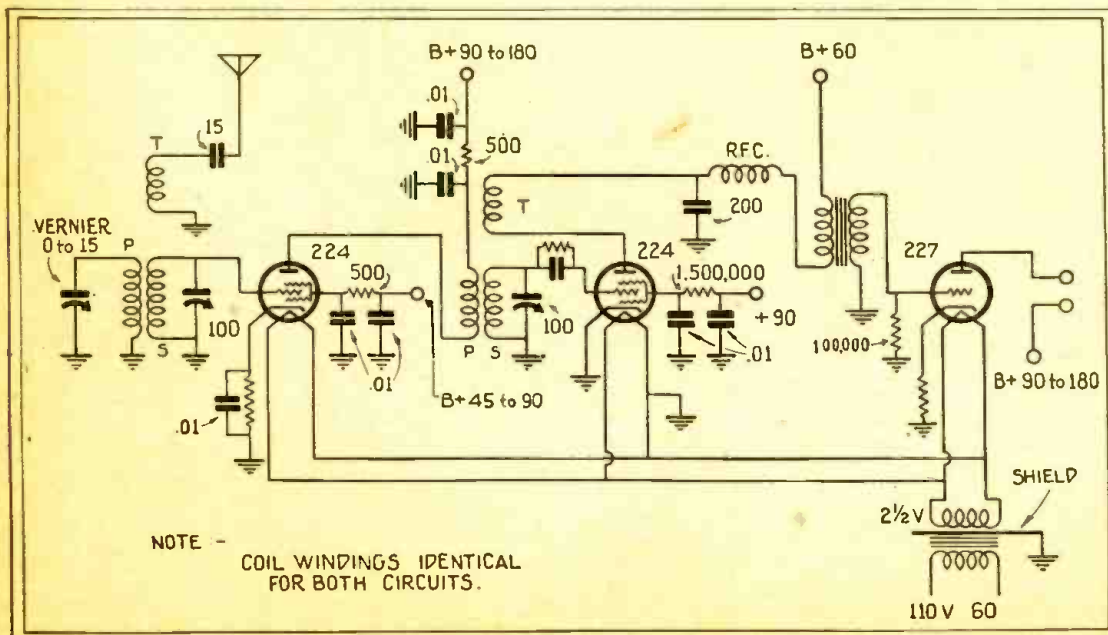 B+90 to 180
B+60
.01
15
T
500
R.F.C.
.01
T
200
VERNIER
0 to 15
P
224
224
227
500
1,500,000
100
100
+90
S
P
S
100,000
.01
.01
B+90 to 180
B+45 to 90
.01
SHIELD
2½ V
NOTE -
COIL WINDINGS IDENTICAL
FOR BOTH CIRCUITS.
110 V 60